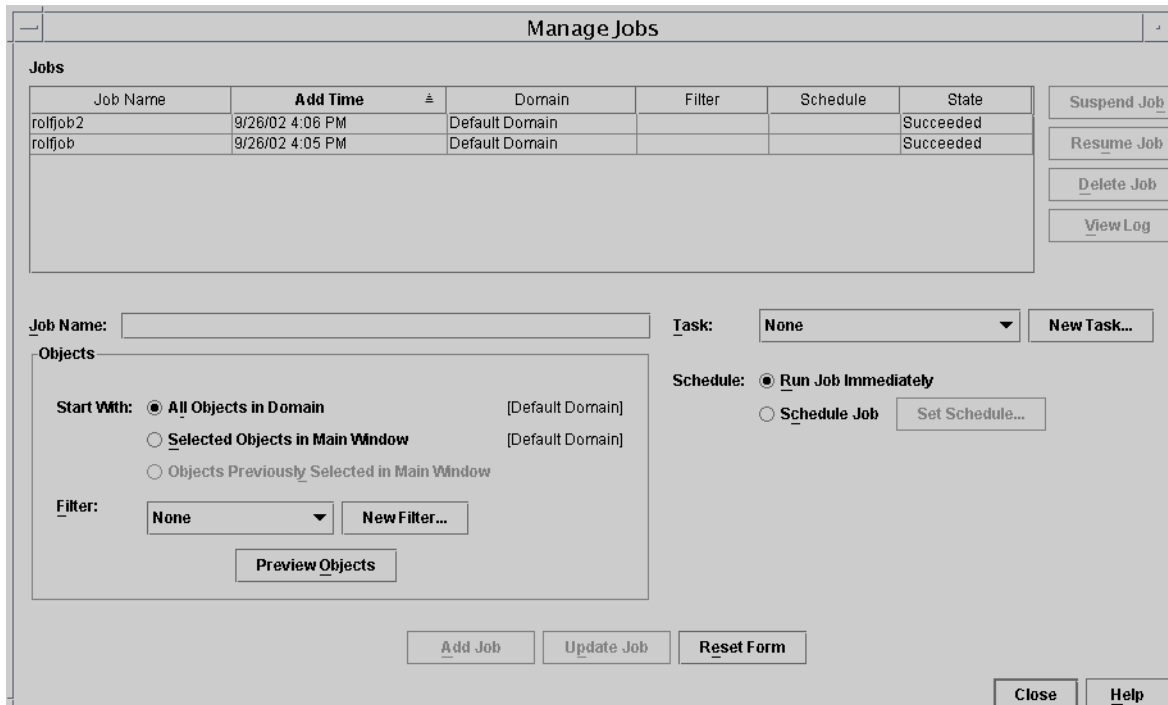 Manage Jobs
Jobs
Job Name Add Time Domain Filter Schedule State
rolfjob2 9/26/02 4:06 PM Default Domain Succeeded
rolfjob 9/26/02 4:05 PM Default Domain Succeeded
Suspend Job
Resume Job
Delete Job
View Log
Job Name:
Task: None New Task...
Objects
Start With: All Objects in Domain [Default Domain]
Selected Objects in Main Window [Default Domain]
Objects Previously Selected in Main Window
Filter: None New Filter...
Preview Objects
Schedule: Run Job Immediately
Schedule Job Set Schedule...
Add Job Update Job Reset Form
Close Help